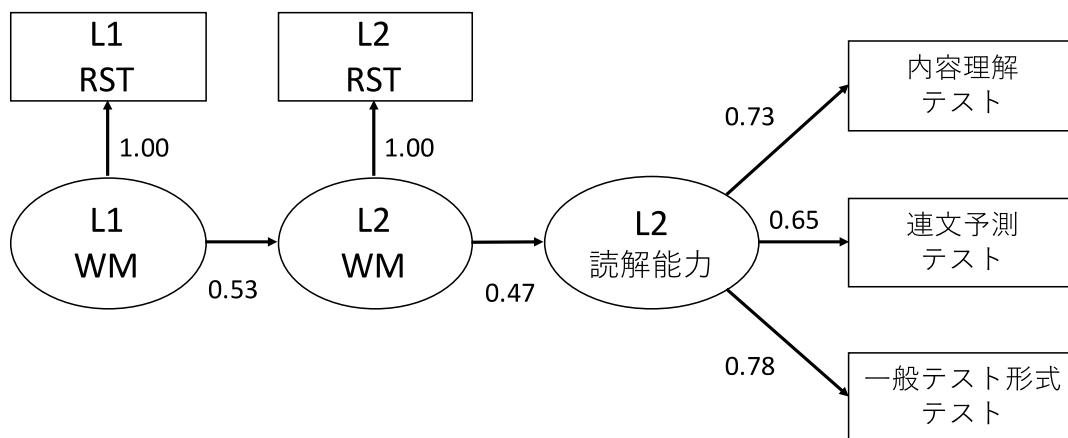 L1
RST
L2
RST
1.00
1.00
L1
WM
L2
WM
L2
読解能力
0.53
0.47
0.73
0.65
0.78
内容理解
テスト
連文予測
テスト
一般テスト形式
テスト